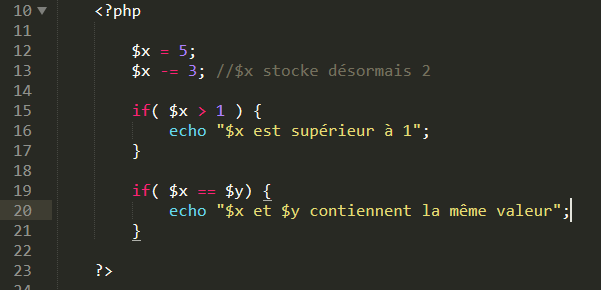 10 <?php
11
12 $x = 5;
13 $x -= 3; //$x stocke désormais 2
14
15 if( $x > 1 ) {
16 echo "$x est supérieur à 1";
17 }
18
19 if( $x == $y) {
20 echo "$x et $y contiennent la même valeur";
21 }
22
23 ?>